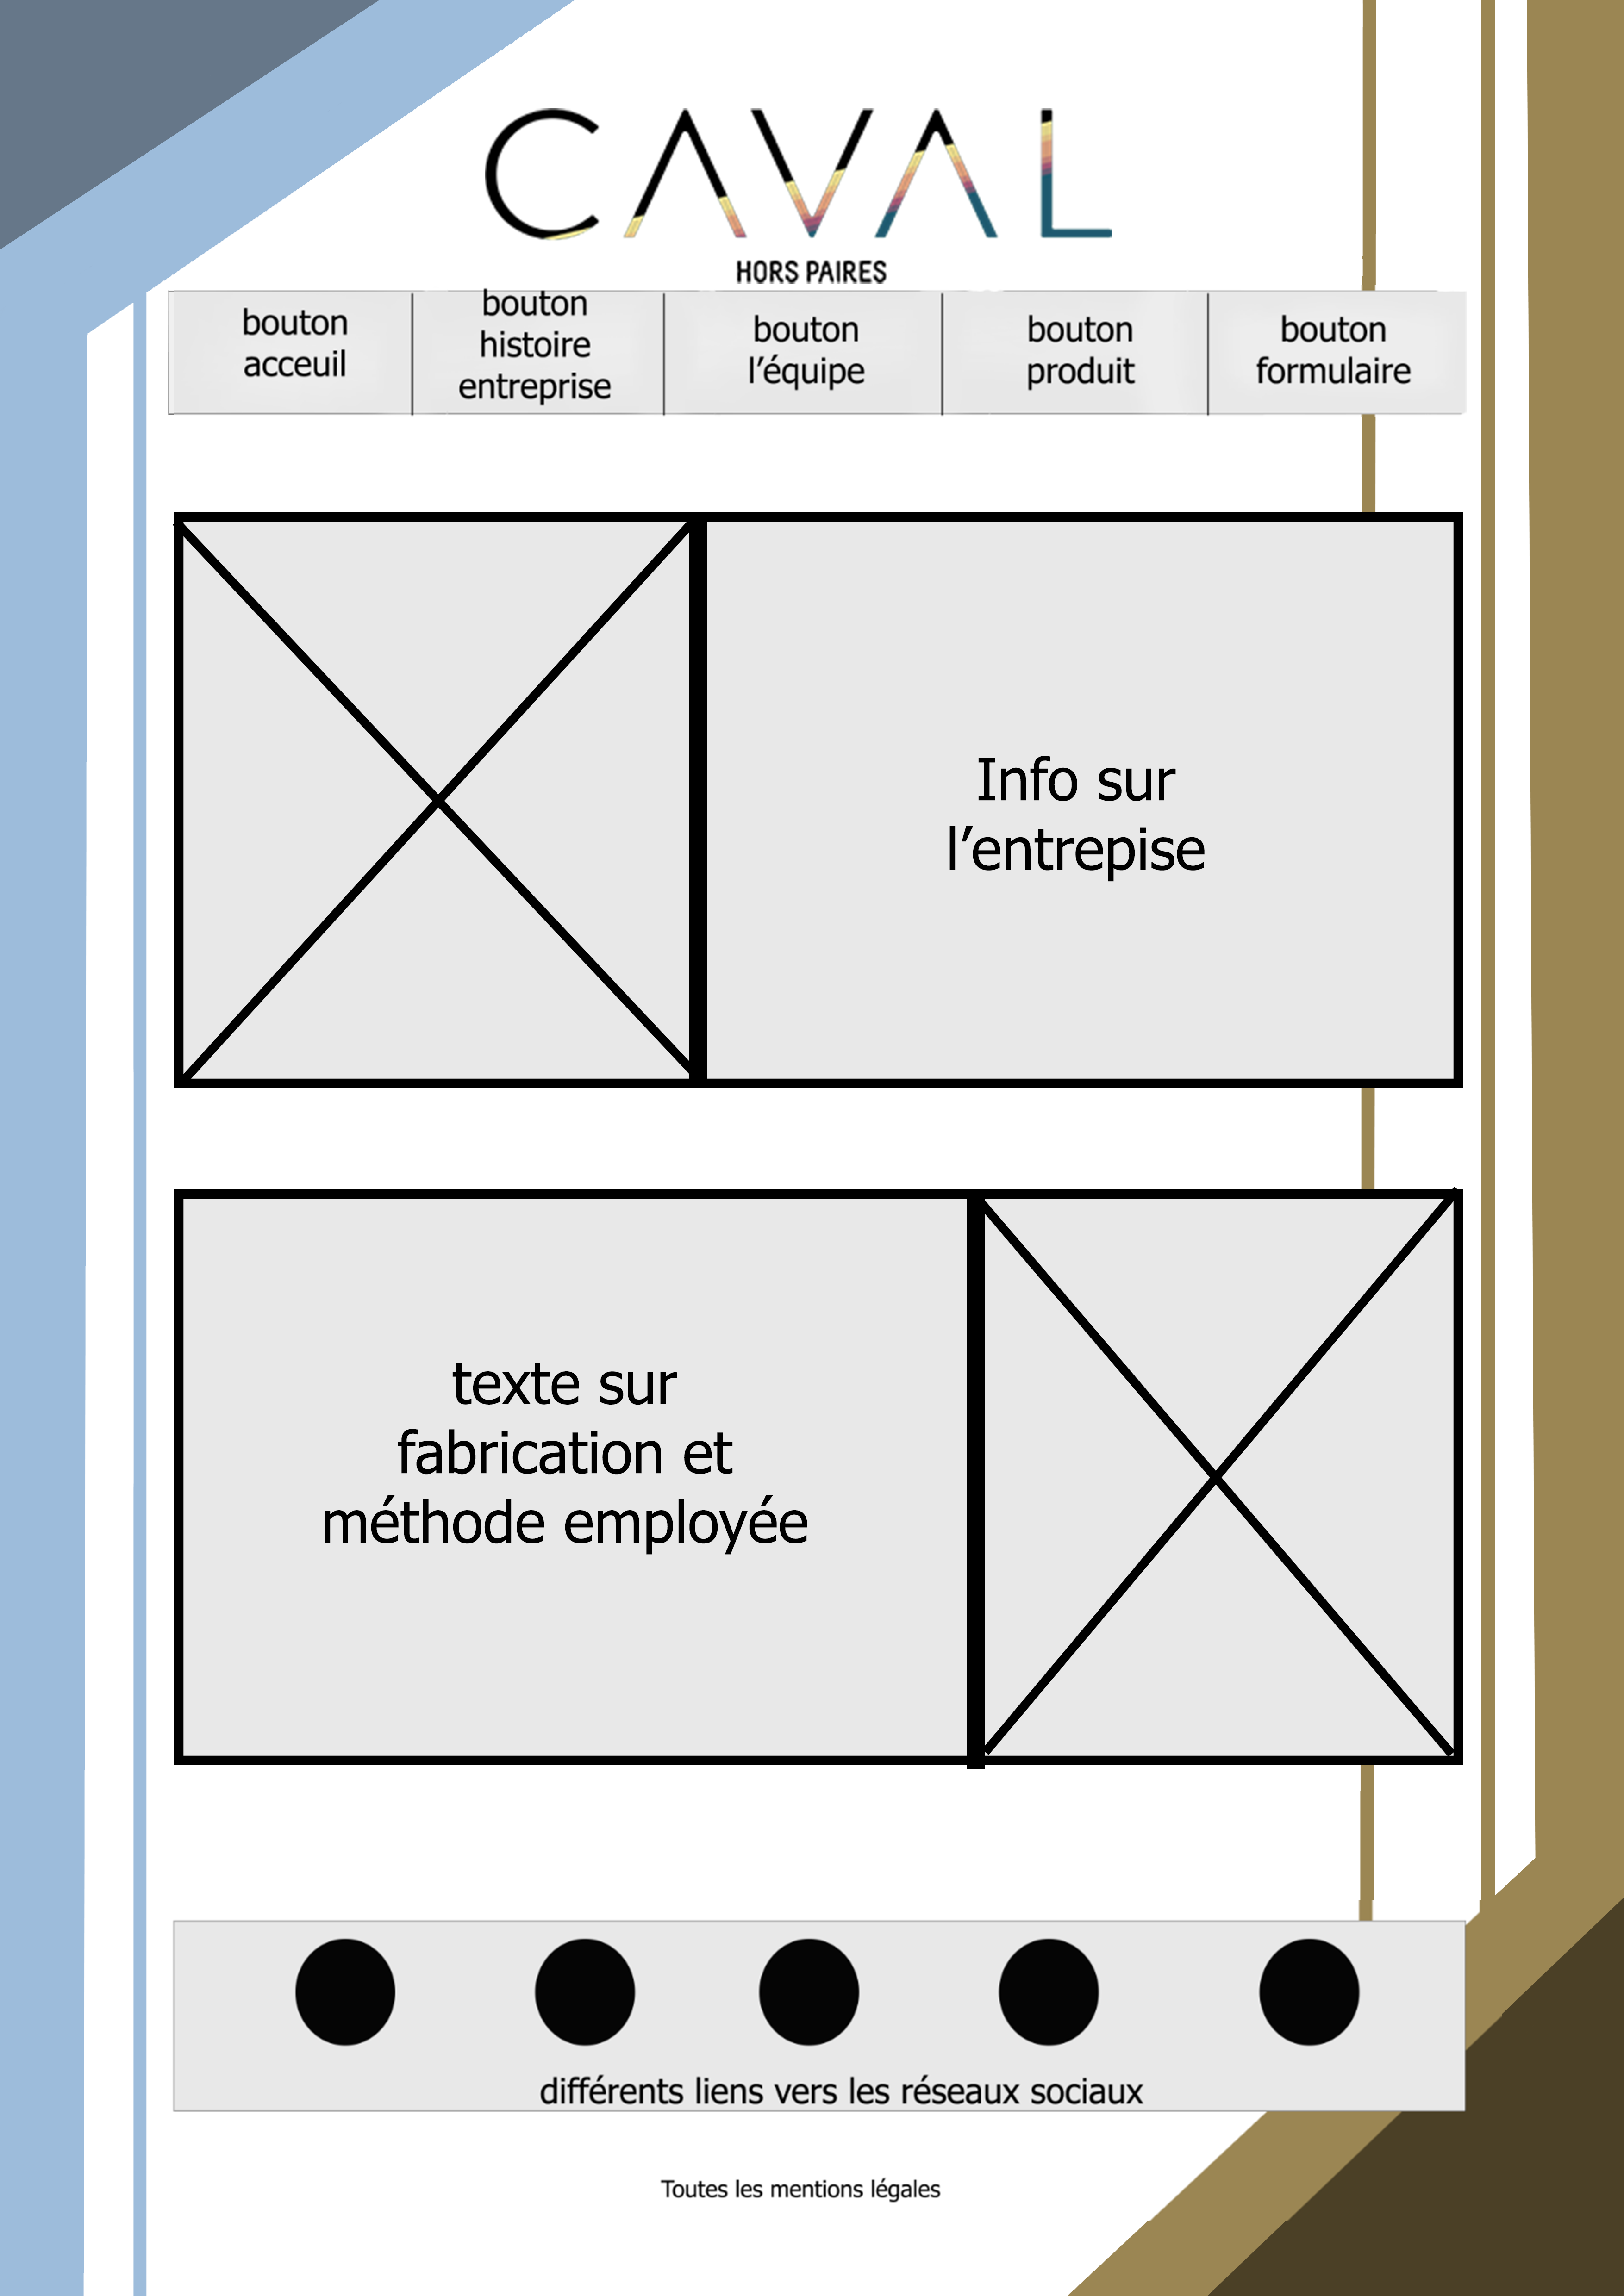 CAVAL
HORS PAIRES
bouton
acceuil
bouton
histoire
entreprise
bouton
l'équipe
bouton
produit
bouton
formulaire
Info sur
l'entrepise
texte sur
fabrication et
méthode employée
différents liens vers les réseaux sociaux
Toutes les mentions légales